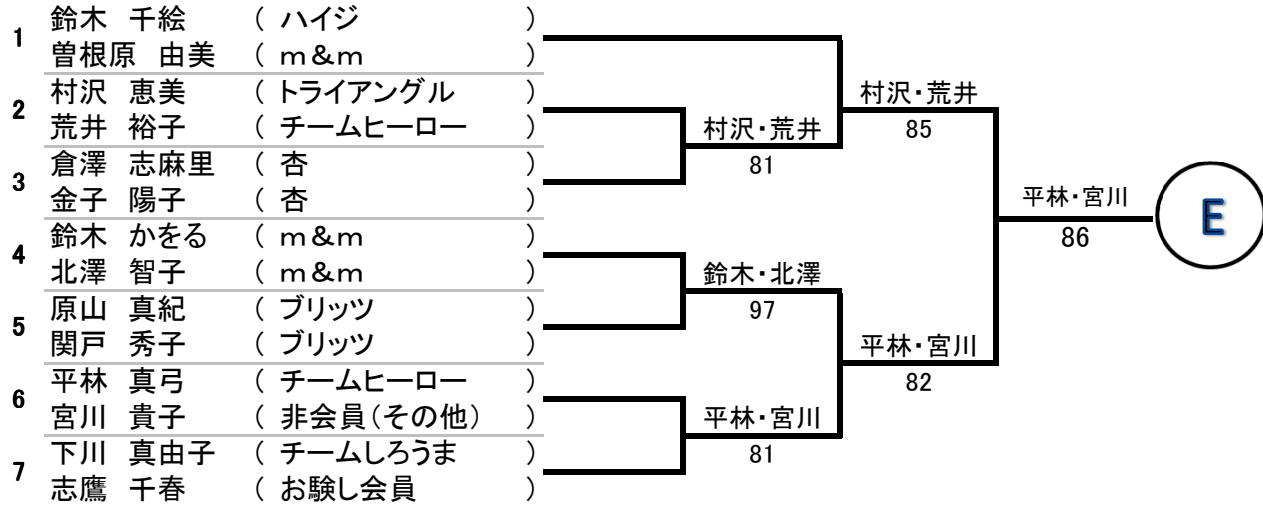 1
鈴木 千絵 ( ハイジ )
曽根原 由美 ( m&m )
2
村沢 恵美 ( トライアングル )
荒井 裕子 ( チームヒーロー )
3
倉澤 志麻里 ( 杏 )
金子 陽子 ( 杏 )
4
鈴木 かをる ( m&m )
北澤 智子 ( m&m )
5
原山 真紀 ( ブリッツ )
関戸 秀子 ( ブリッツ )
6
平林 真弓 ( チームヒーロー )
宮川 貴子 ( 非会員(その他) )
7
下川 真由子 ( チームしろうま )
志鷹 千春 ( お験し会員 )
村沢・荒井
81
鈴木・北澤
97
平林・宮川
81
村沢・荒井
85
平林・宮川
82
平林・宮川
86
E